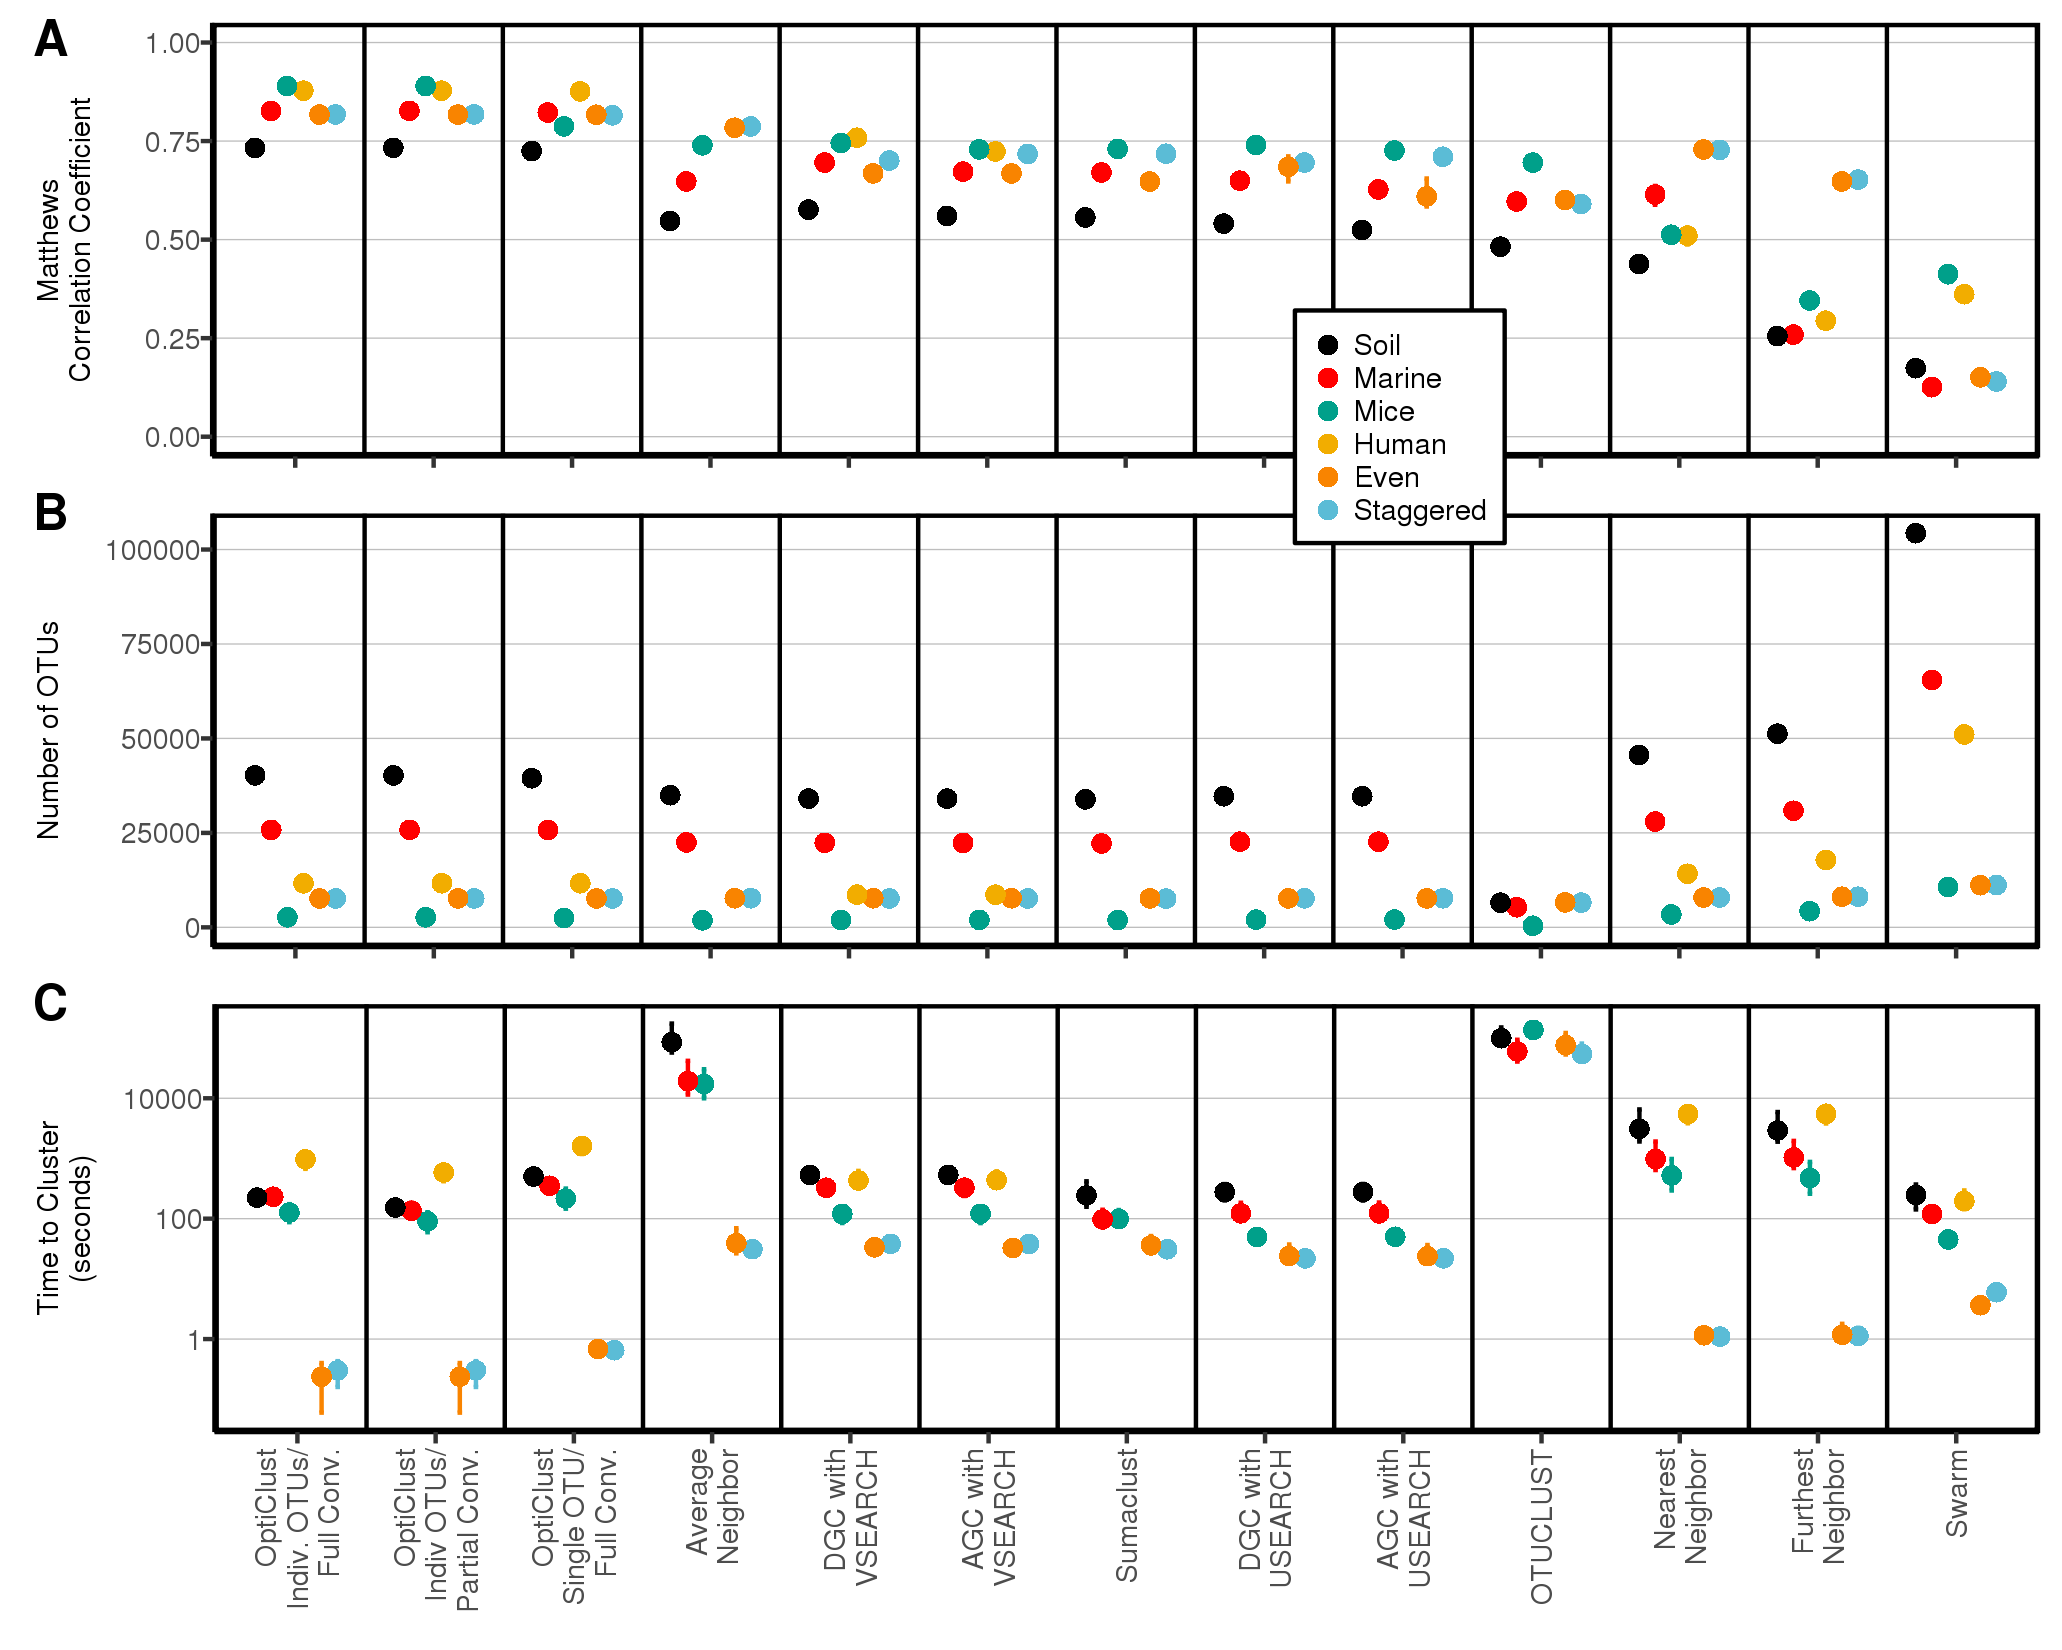 A
Matthews
Correlation Coefficient
1.00
0.75
0.50
0.25
0.00
Soil
Marine
Mice
Human
Even
Staggered
B
Number of OTUs
100000
75000
50000
25000
0
C
Time to Cluster
(seconds)
10000
100
1
OptiClust
Indiv. OTUs/
Full Conv.
OptiClust
Indiv OTUs/
Partial Conv.
OptiClust
Single OTU/
Full Conv.
Average
Neighbor
DGC with
VSEARCH
AGC with
VSEARCH
Sumaclust
DGC with
USEARCH
AGC with
USEARCH
OTUCLUST
Nearest
Neighbor
Furthest
Neighbor
Swarm